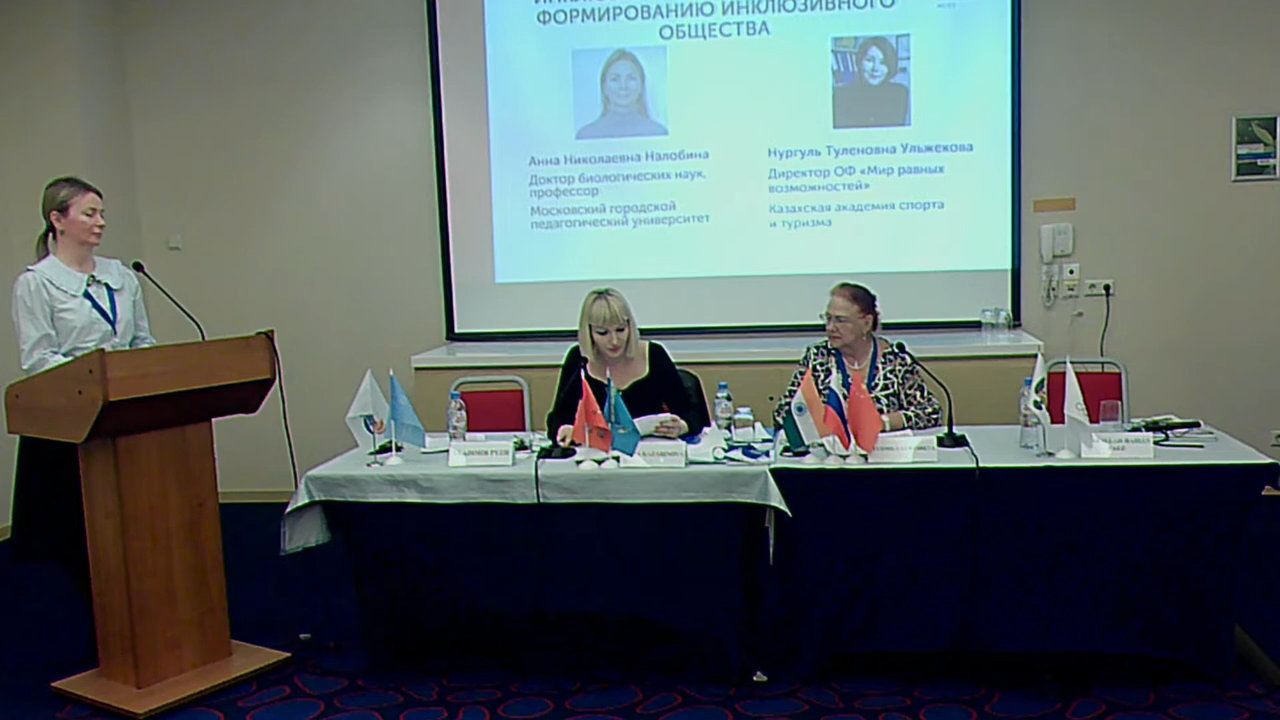 ФОРМИРОВАНИЮ ИНКЛЮЗИВНОГО
ОБЩЕСТВА
Анна Николаевна Налобина
Доктор биологических наук,
профессор
Московский городской
педагогический университет
Нургуль Туленовна Ульжекова
Директор ОФ «Мир равных
возможностей»
Казахская академия спорта
и туризма